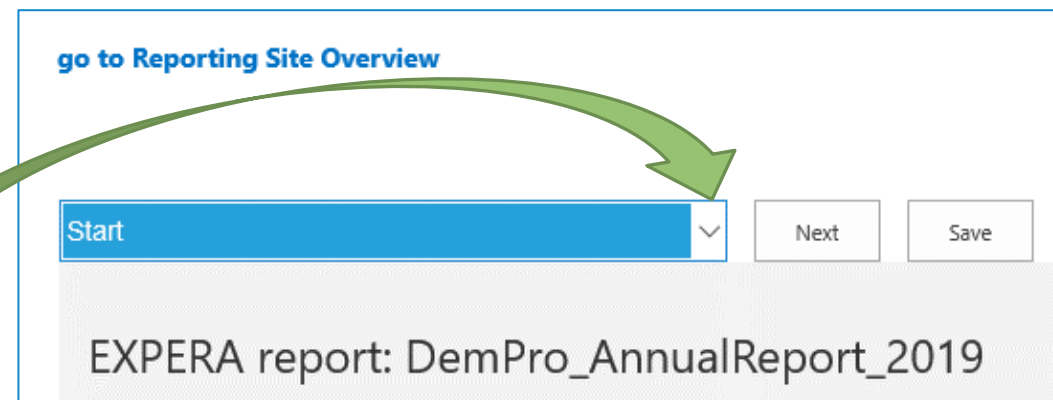 go to Reporting Site Overview
Start Next Save
EXPERA report: DemPro_AnnualReport_2019